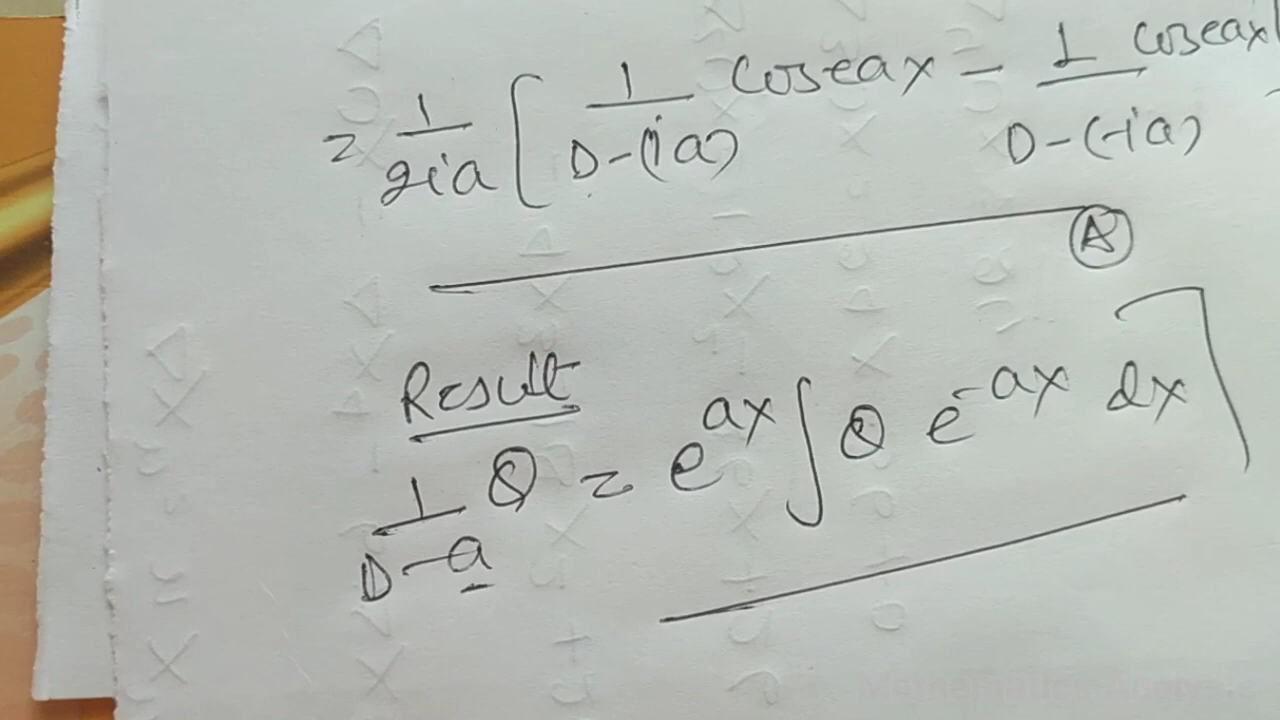 = 1/2ia [ 1/D-(ia) cosecax - 1/D-(-ia) cosecax ]
(A)
Result
1/D-a Q = e^ax ∫ Q e^-ax dx